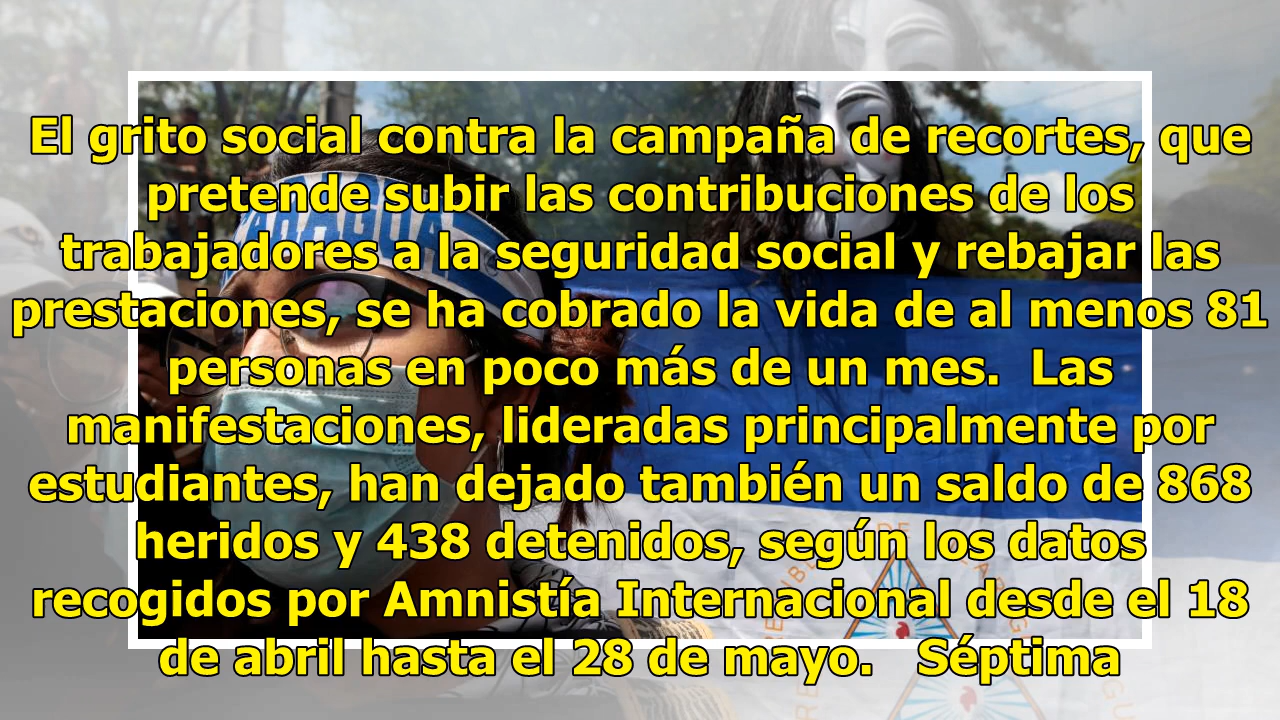 El grito social contra la campaña de recortes, que
pretende subir las contribuciones de los
trabajadores a la seguridad social y rebajar las
prestaciones, se ha cobrado la vida de al menos 81
personas en poco más de un mes.  Las
manifestaciones, lideradas principalmente por
estudiantes, han dejado también un saldo de 868
heridos y 438 detenidos, según los datos
recogidos por Amnistía Internacional desde el 18
de abril hasta el 28 de mayo.   Séptima